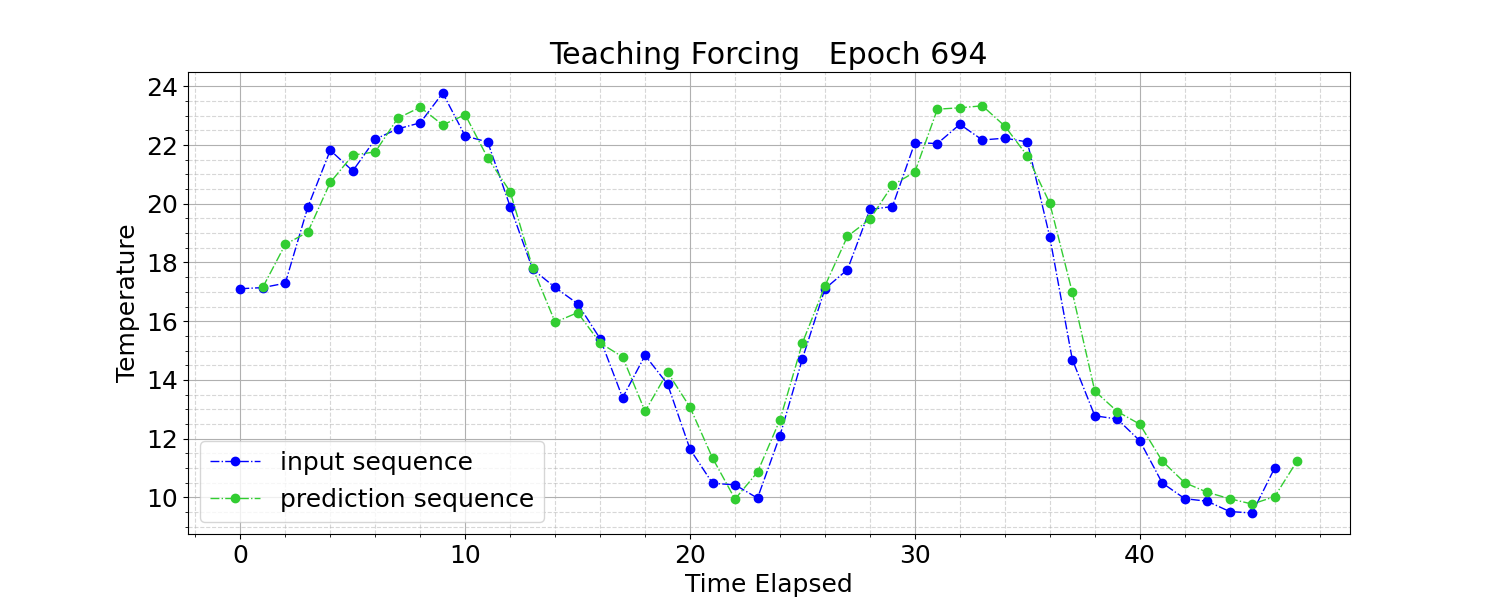 Teaching Forcing   Epoch 694
Temperature
24
22
20
18
16
14
12
10
input sequence
prediction sequence
0 10 20 30 40
Time Elapsed